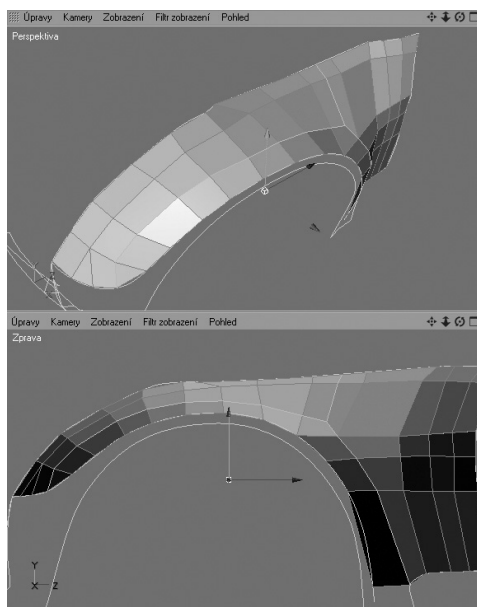 Úpravy Kamery Zobrazení Filtr zobrazení Pohled
Perspektiva
Úpravy Kamery Zobrazení Filtr zobrazení Pohled
Zprava
Y
X Z